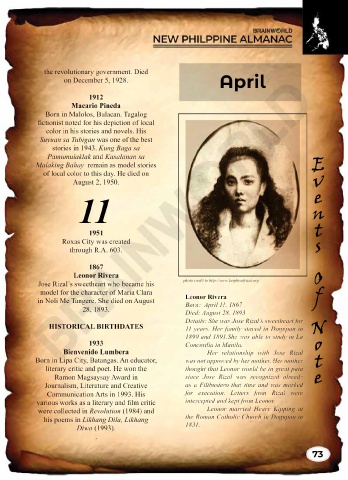 BRAINWORLD
NEW PHILPPINE ALMANAC
the revolutionary government. Died
on December 5, 1928.
1912
Macario Pineda
Born in Malolos, Bulacan. Tagalog
fictionist noted for his depiction of local
color in his stories and novels. His
Suyuan sa Tubigan was one of the best
stories in 1943. Kung Baga sa
Pamumulaklak at Kasalanan sa
Malaking Bahay remain as model stories
of local color to this day. He died on
August 2, 1950.
11
1951
Roxas City was created
through R.A. 603.
1867
Leonor Rivera
Jose Rizal's sweetheart who became his
model for the character of Maria Clara
in Noli Me Tangere. She died on August
28, 1893.
HISTORICAL BIRTHDATES
1933
Bienvenido Lumbera
Born in Lipa City, Batangas. An educator,
literary critic and poet. He won the
Ramon Magsaysay Award in
Journalism, Literature and Creative
Communication Arts in 1993. His
various works as a literary and film critic
were collected in Revolution (1984) and
his poems in Likhang Dila, Likhang
Diwa (1993).
April
photo credit to
Leonor Rivera
Born: April 11, 1867
Died: August 28, 1893
Details: She was Jose Rizal's sweetheart for
11 years. Her family stayed in Dagupan in
1890 and 1891. She was able to study in La
Concordia in Manila.
Her relationship with Jose Rizal
was not approved by her mother. Her mother
thought that Leonor would be in great pain
since Jose Rizal was recognized already
as a Filibustero that time and was marked
for execution. Letters from Rizal were
intercepted and kept from Leonor.
Leonor married Henry Kipping at
the Roman Catholic Church in Dagupan in
1831.
Events Of Note
73